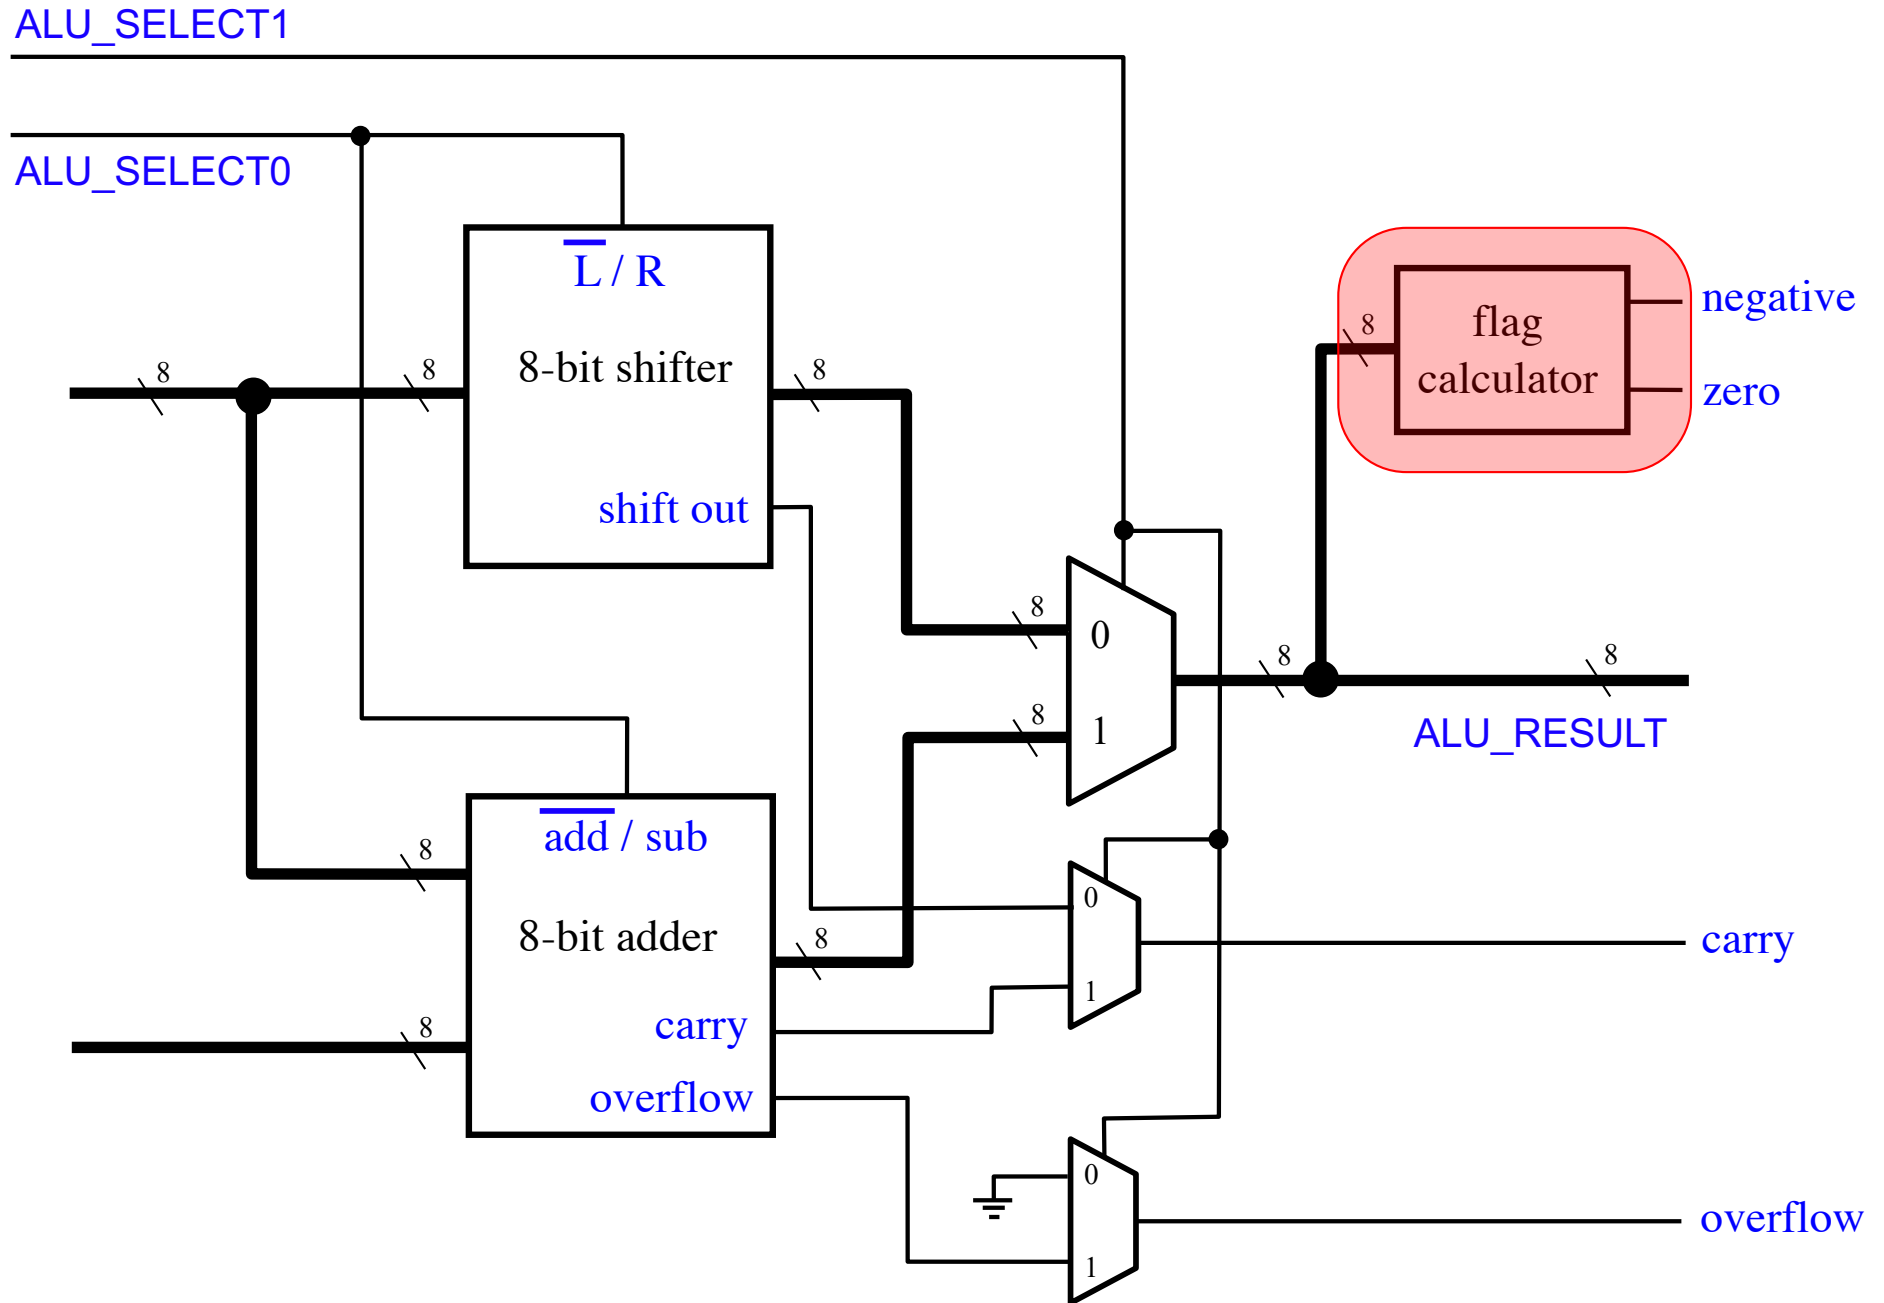 ALU_SELECT1
ALU_SELECT0
L / R
8-bit shifter
shift out
8
8
8
flag
calculator
8
negative
zero
0
1
8
8
8
8
ALU_RESULT
add / sub
8-bit adder
carry
overflow
8
8
8
0
1
carry
0
1
overflow